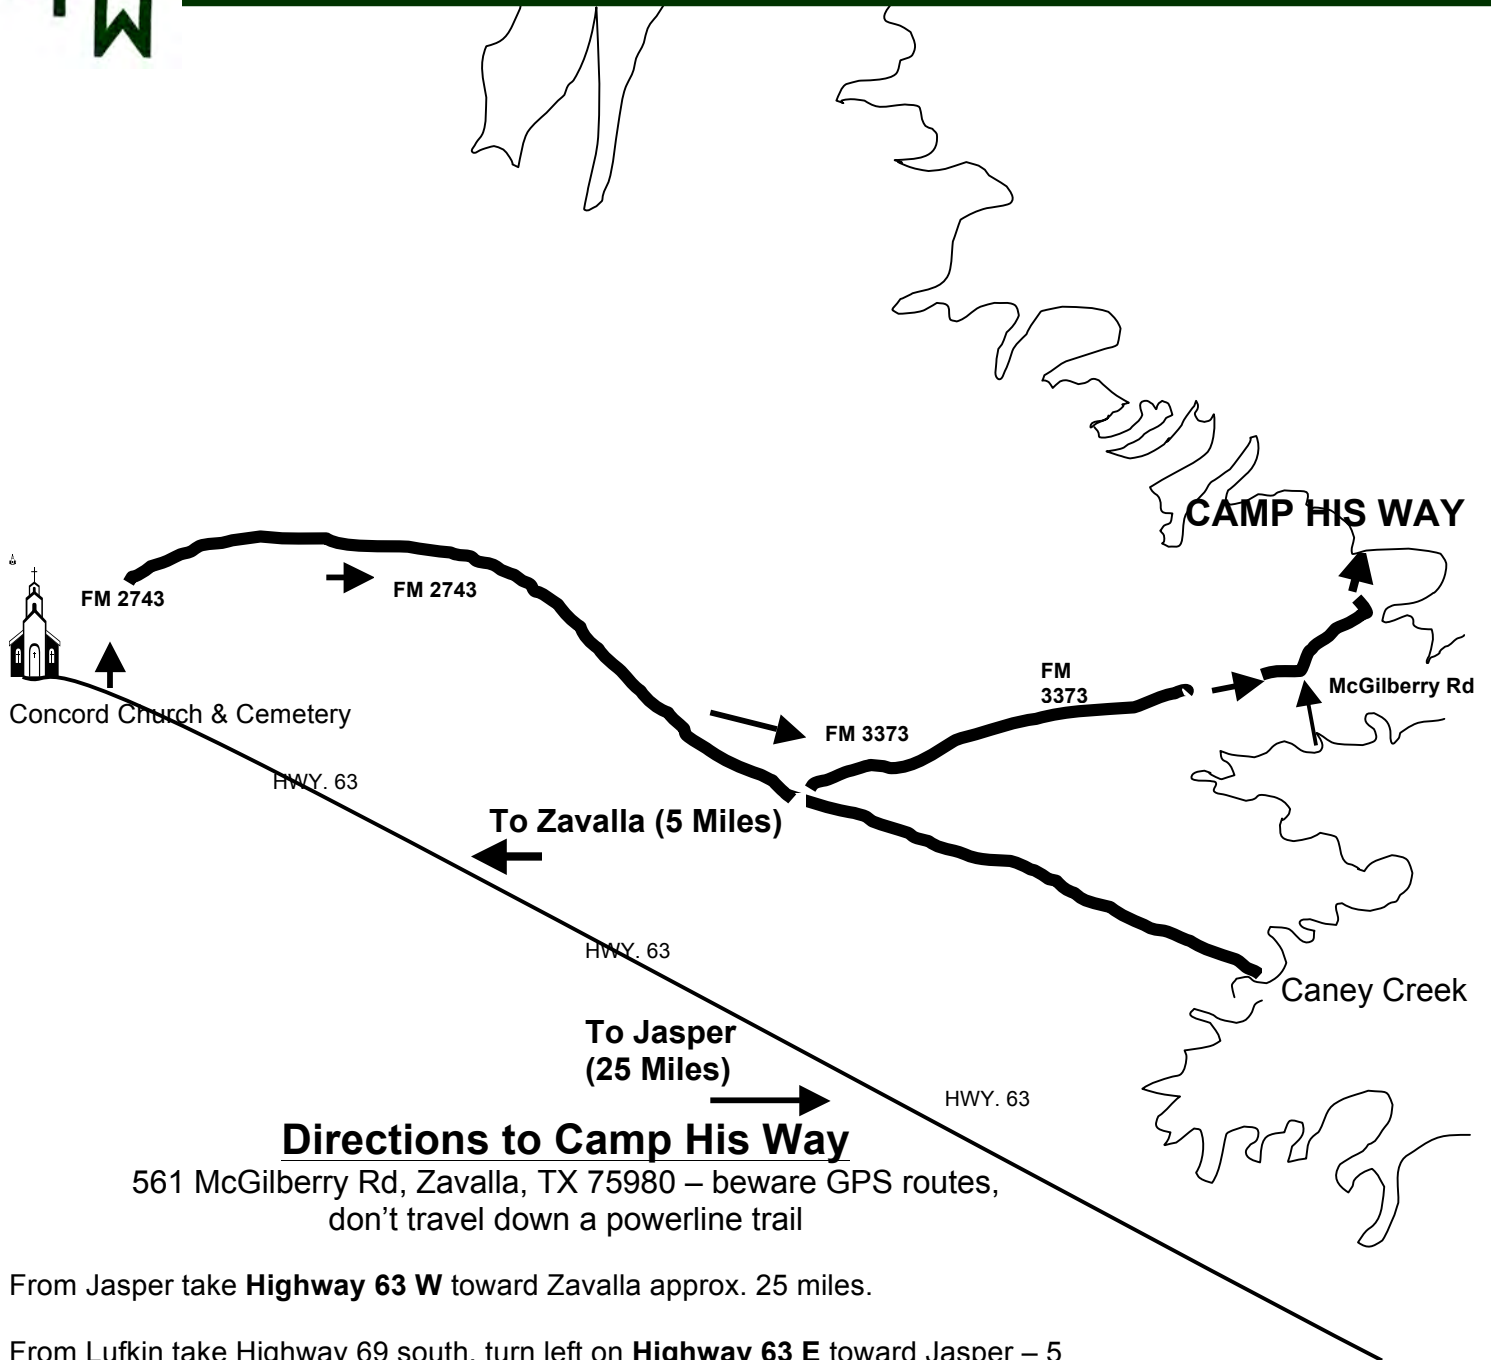 CAMP HIS WAY
FM 2743
FM 2743
FM
3373
McGilberry Rd
Concord Church & Cemetery
FM 3373
HWY. 63
To Zavalla (5 Miles)
HWY. 63
Caney Creek
To Jasper
(25 Miles)
HWY. 63
Directions to Camp His Way
561 McGilberry Rd, Zavalla, TX 75980 – beware GPS routes,
don’t travel down a powerline trail
From Jasper take Highway 63 W toward Zavalla approx. 25 miles.
From Lufkin take Highway 69 south, turn left on Highway 63 E toward Jasper – 5